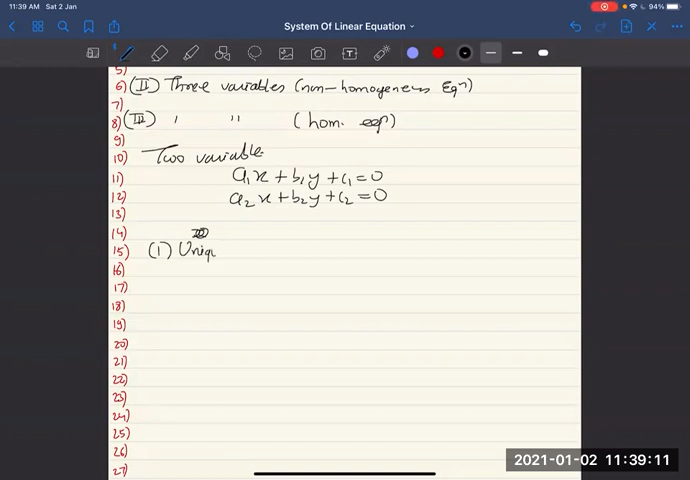 11:39 AM Sat 2 Jan 94%
System Of Linear Equation
5)
6) (II) Three variables (non-homogeneous Eqn)
7)
8) (III) " " (hom. eqn)
9)
10) Two variable
11) a₁x + b₁y + c₁ = 0
12) a₂x + b₂y + c₂ = 0
13)
14)
15) (1) Uniq
16)
17)
18)
19)
20)
21)
22)
23)
24)
25)
26)
27)
2021-01-02 11:39:11